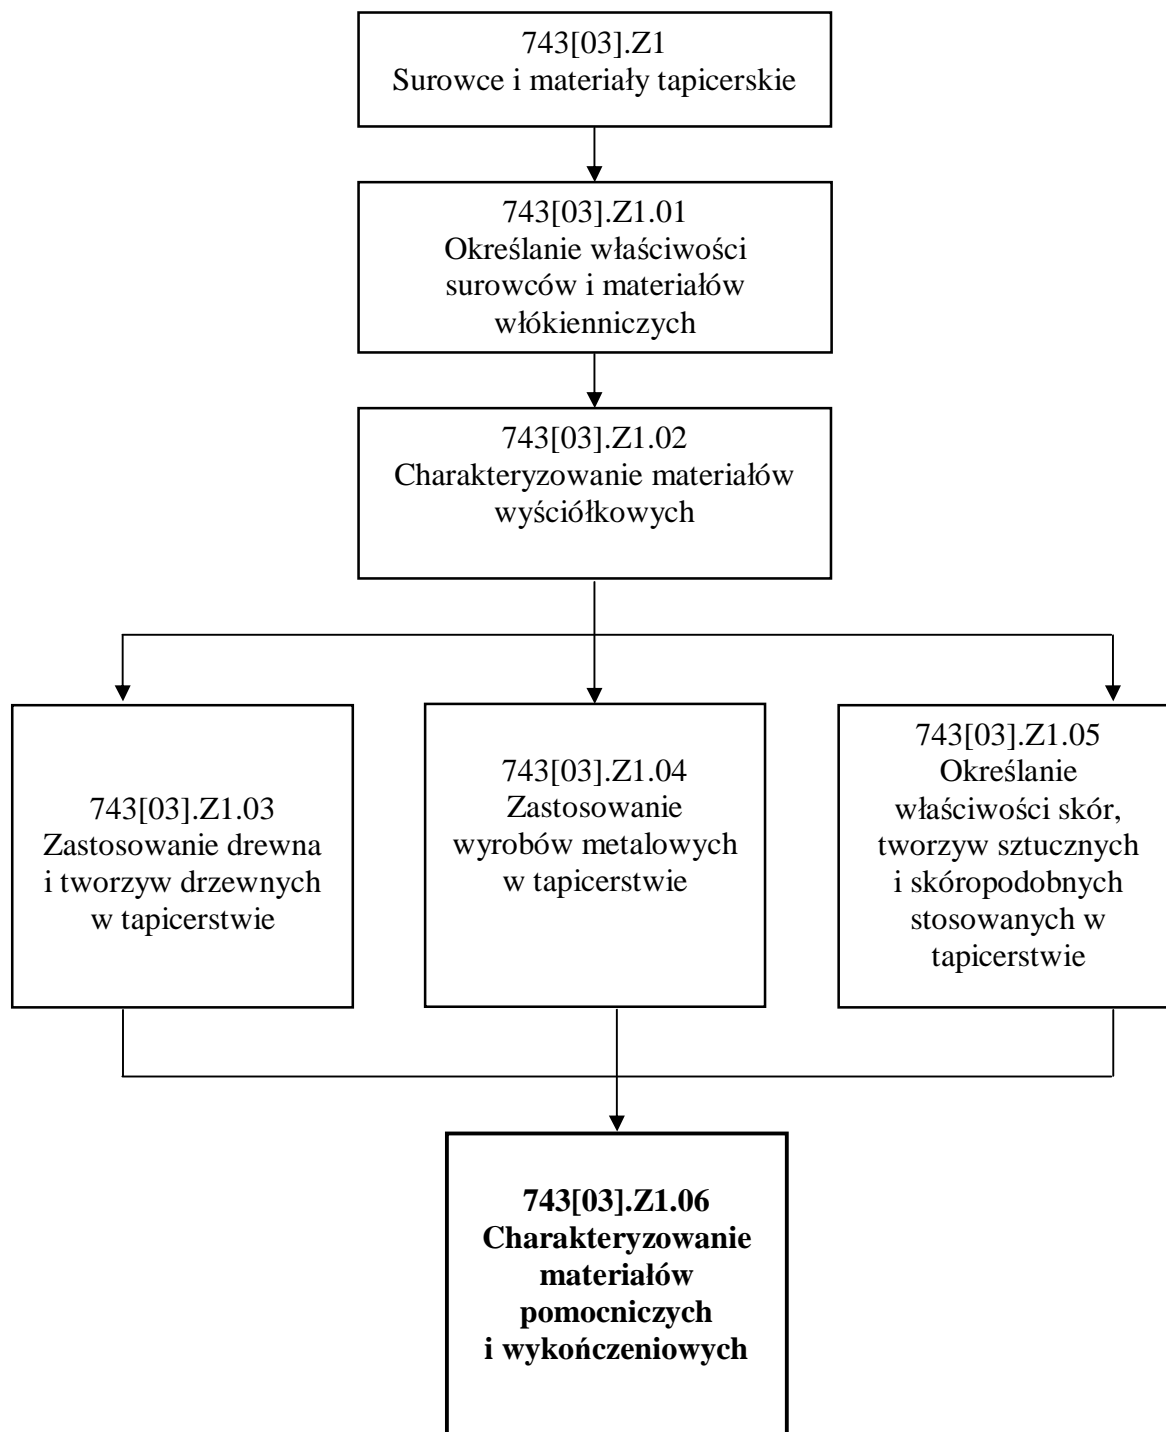 743[03].Z1
Surowce i materiały tapicerskie
743[03].Z1.01
Określanie właściwości
surowców i materiałów
włókienniczych
743[03].Z1.02
Charakteryzowanie materiałów
wyściółkowych
743[03].Z1.03
Zastosowanie drewna
i tworzyw drzewnych
w tapicerstwie
743[03].Z1.04
Zastosowanie
wyrobów metalowych
w tapicerstwie
743[03].Z1.05
Określanie
właściwości skór,
tworzyw sztucznych
i skóropodobnych
stosowanych w
tapicerstwie
743[03].Z1.06
Charakteryzowanie
materiałów
pomocniczych
i wykończeniowych